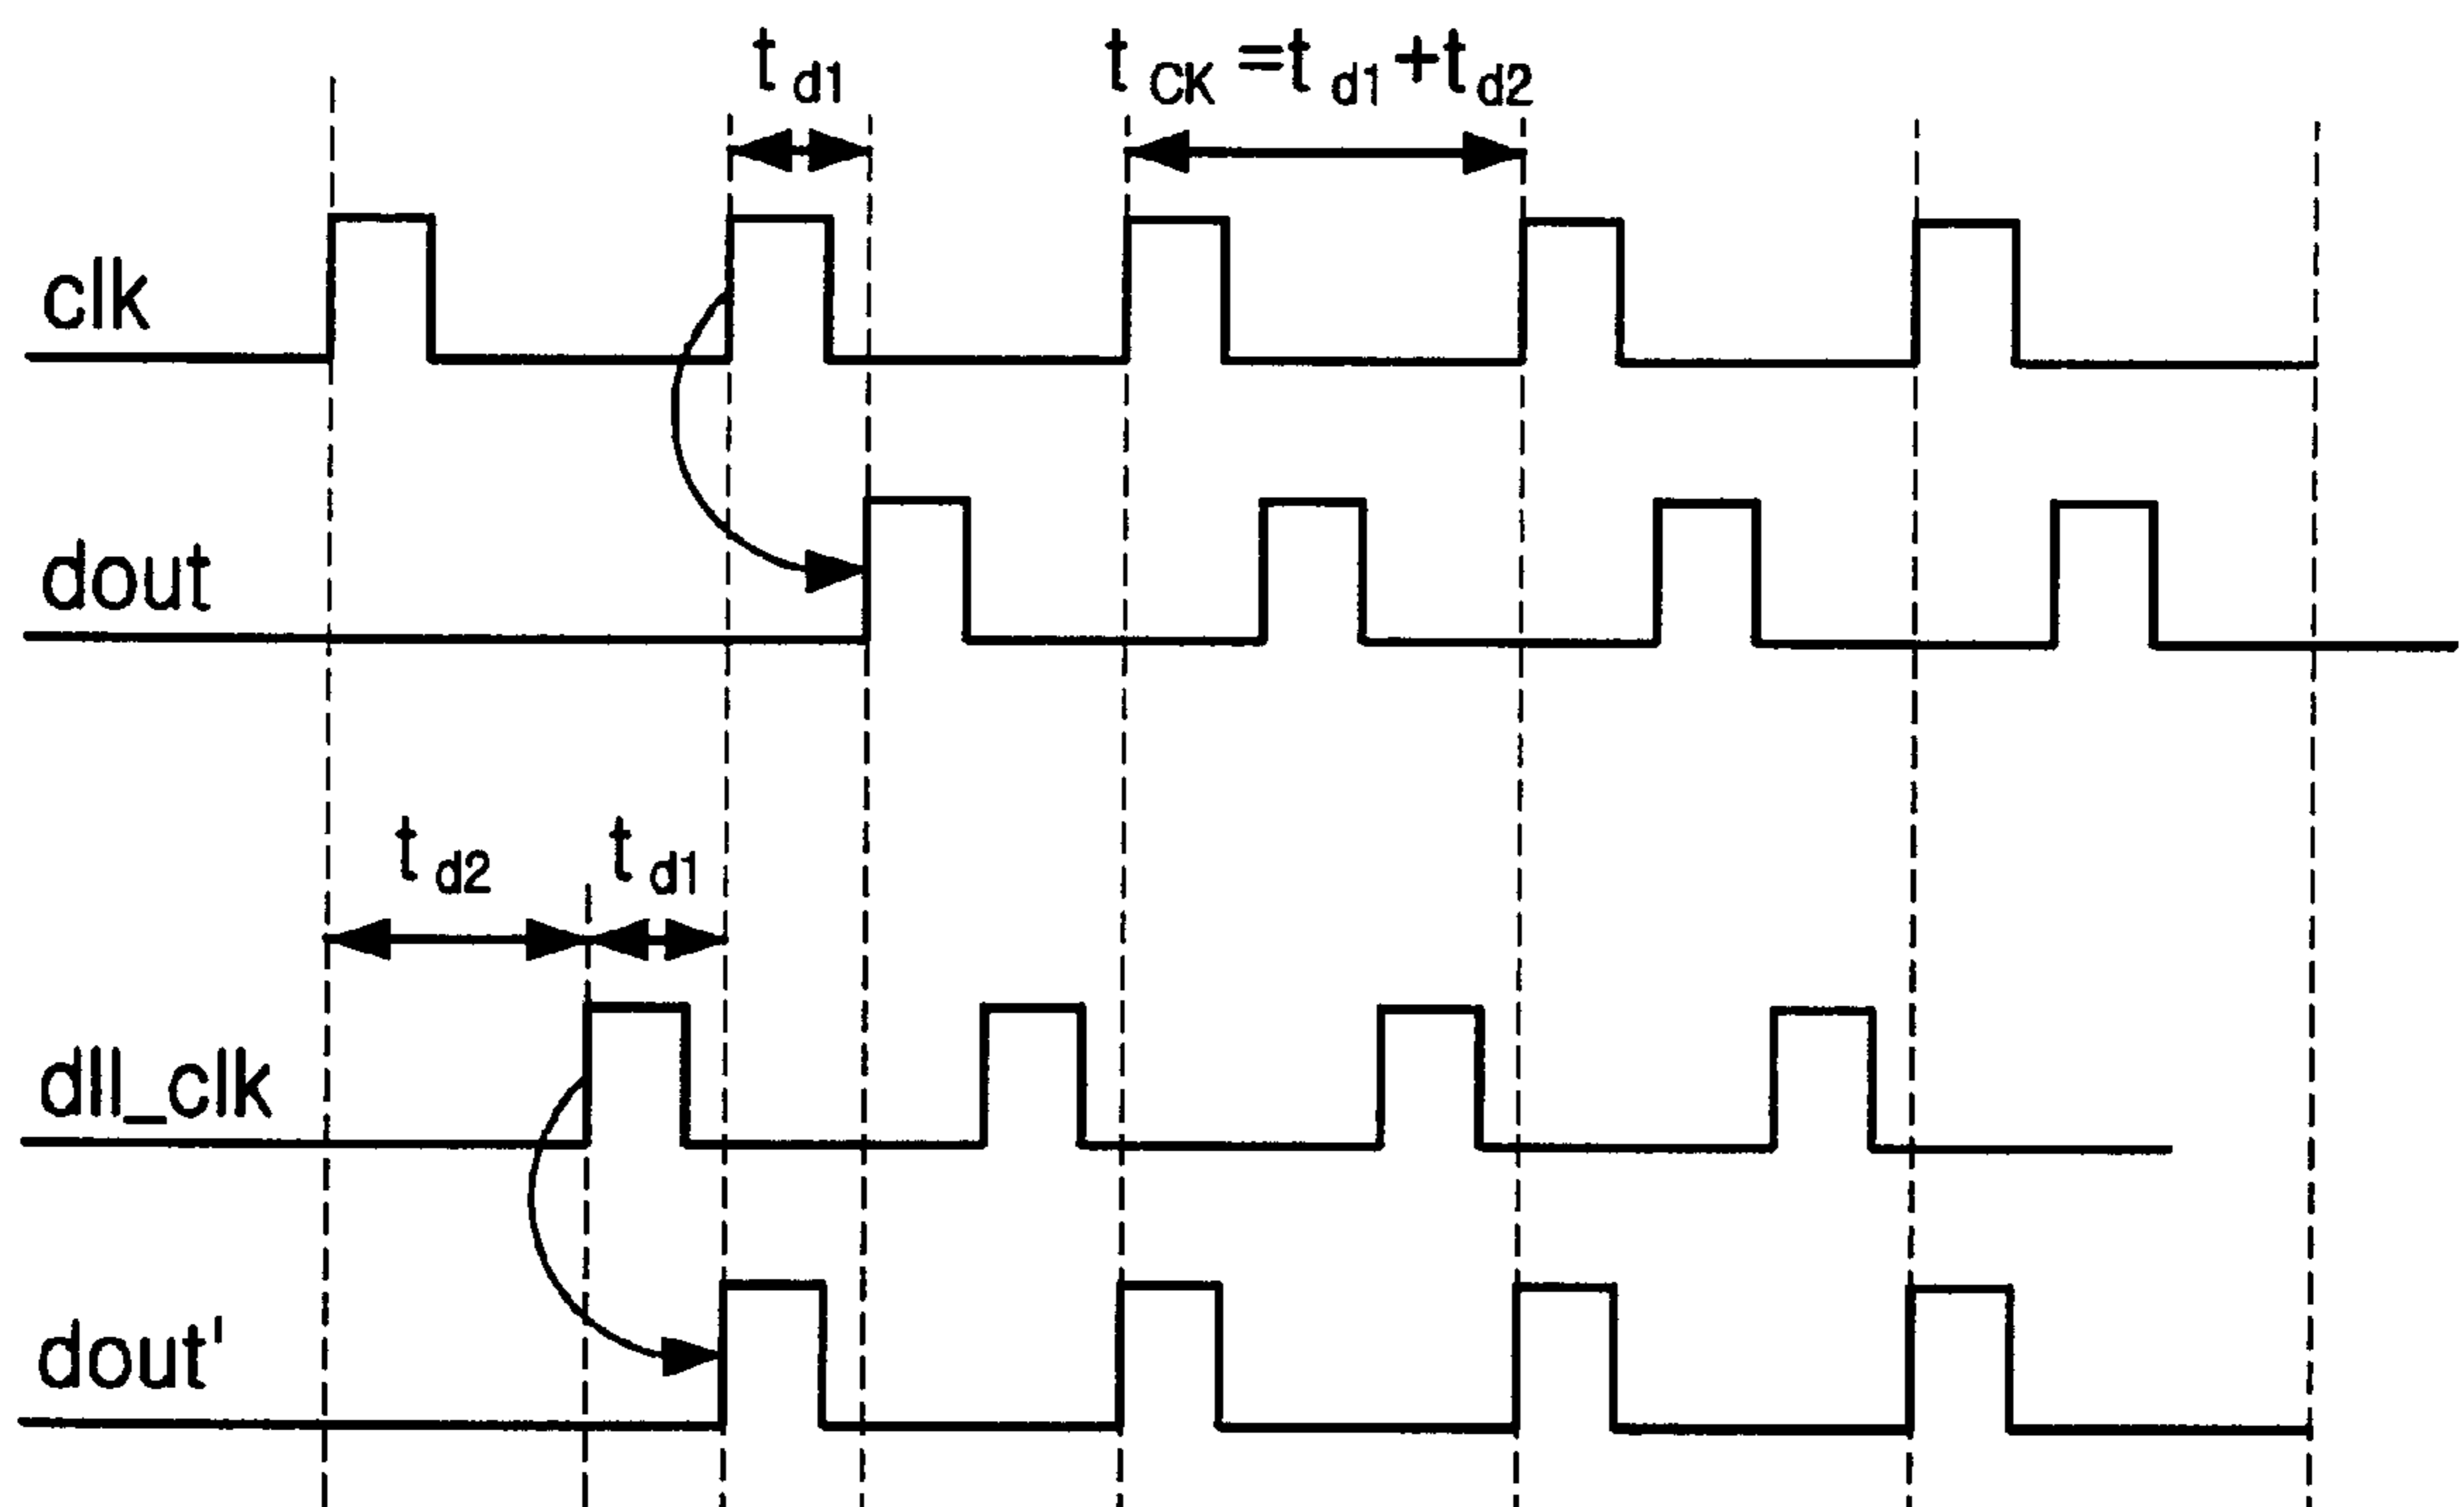 t d1
t CK =t d1 +t d2
clk
dout
t d2
t d1
dll_clk
dout'